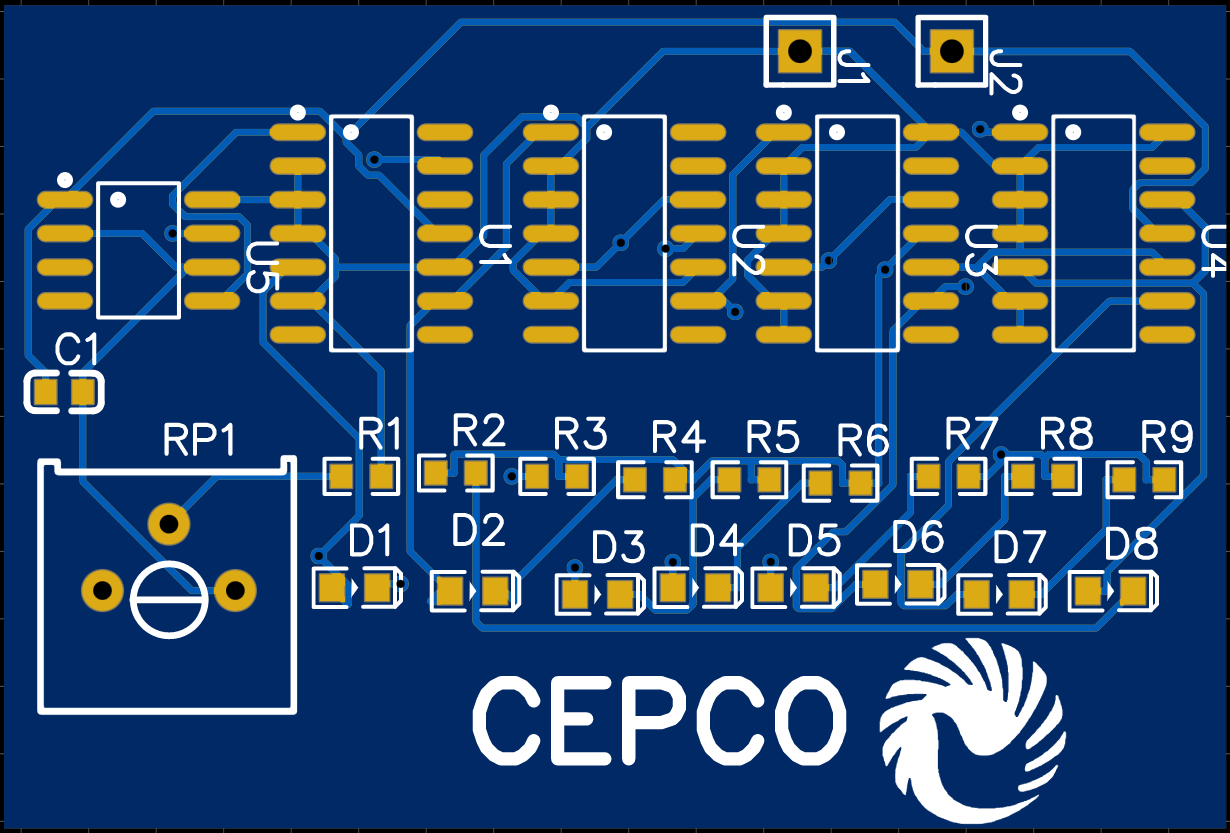 J1 J2
U5 U1 U2 U3 U4
C1
RP1 R1 R2 R3 R4 R5 R6 R7 R8 R9
D1 D2 D3 D4 D5 D6 D7 D8
CEPCO